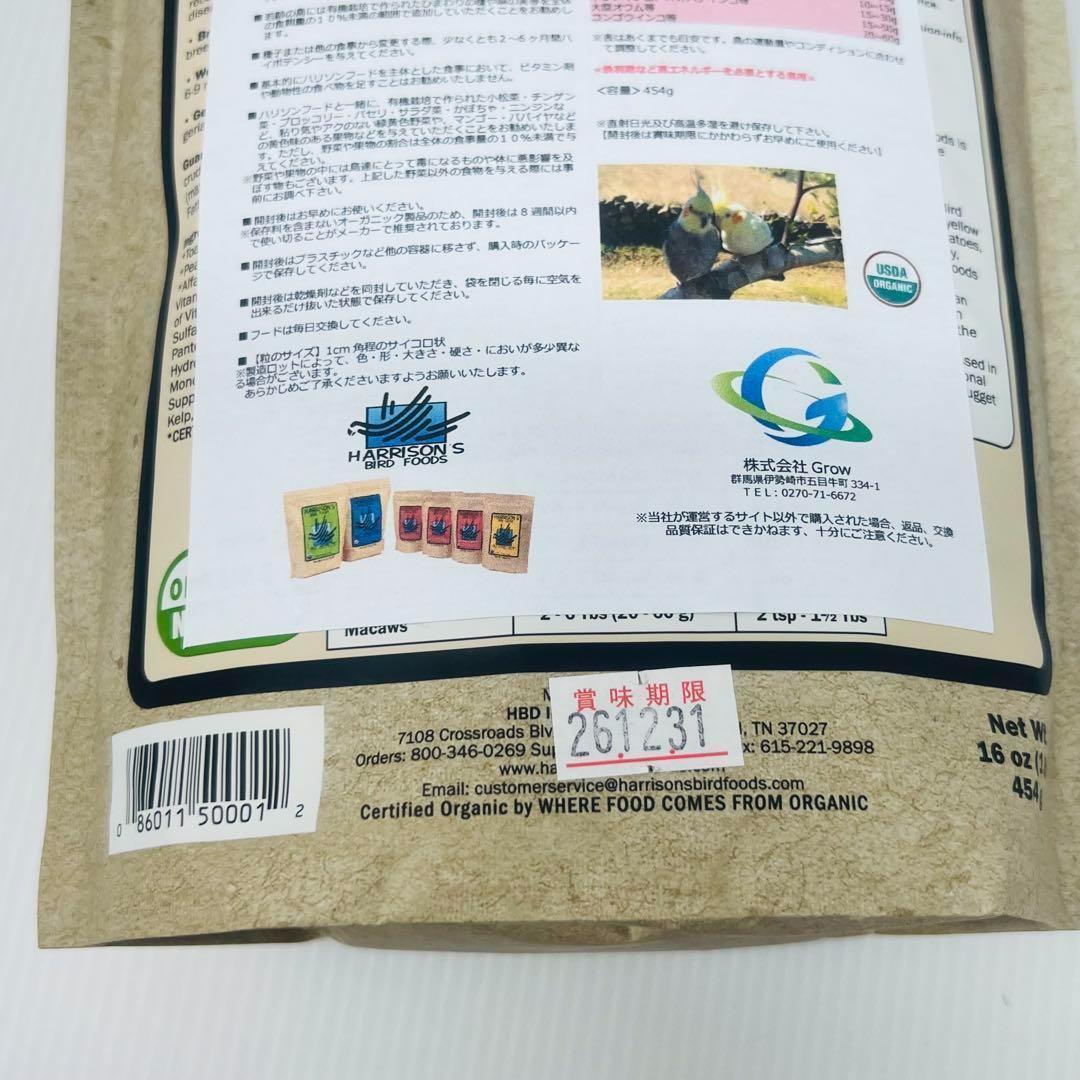 ■若齢の鳥には有機栽培で作られたひまわりの種や麻の実等を全体
の食餌量の10%未満の範囲で追加していただくことをお勧めし
ます。
■種子または他の食事から変更する際、少なくとも2~6ヶ月間ハ
イポテンシーを与えてください。
■基本的にハリソンフードを主体とした食事において、ビタミン剤
や動物性の食べ物を足すことはお勧めいたしません。
■ハリソンフードと一緒に、有機栽培で作られた小松菜・チンゲン
菜・ブロッコリー・パセリ・サラダ菜・かぼちゃ・ニンジンな
ど、粘り気やアクのない緑黄色野菜や、マンゴー・パパイヤなど
の黄色味のある果物などを与えていただくことをお勧めいたしま
す。ただし、野菜や果物の割合は全体の食事量の10%未満で与
えてください。
※野菜や果物の中には鳥達にとって毒になるものや体に悪影響を及
ぼす物もございます。上記した野菜以外の食物を与える際には事
前にお調べ下さい。
■開封後はお早めにお使いください。
※保存料を含まないオーガニック製品のため、開封後は8週間以内
で使い切ることがメーカーで推奨されております。
■開封後はプラスチックなど他の容器に移さず、購入時のパッケー
ジで保存してください。
■開封後は乾燥剤などを同封していただき、袋を閉じる毎に空気を
出来るだけ抜いた状態で保存してください。
■フードは毎日交換してください。
■【粒のサイズ】1cm角程のサイコロ状
※製造ロットによって、色・形・大きさ・硬さ・においが多少異な
る場合がございます。
あらかじめご了承くださいますようお願いいたします。
HARRISON'S
BIRD FOODS
大型オウム等
コンゴウインコ等
10~15g
15~30g
※表はあくまでも目安です。鳥の運動量やコンディションに合わせ
て調整してください。
<容量> 454g
※直射日光及び高温多湿を避け保存して下さい。
【開封後は賞味期限にかかわらずお早めにご使用ください】
USDA
ORGANIC
G
株式会社 Grow
群馬県伊勢崎市五目牛町334-1
TEL:0270-71-6672
※当社が運営するサイト以外で購入された場合、返品、交換
品質保証はできかねます、十分にご注意ください。
Macaws
2 tsp - 1½ Tbs
賞味期限
261231
HBD
7108 Crossroads Blv
, TN 37027
Orders: 800-346-0269
x: 615-221-9898
www.ha
Email: customerservice@harrisonsbirdfoods.com
Certified Organic by WHERE FOOD COMES FROM ORGANIC
Net W
16 oz
454
0 86011 50001 2